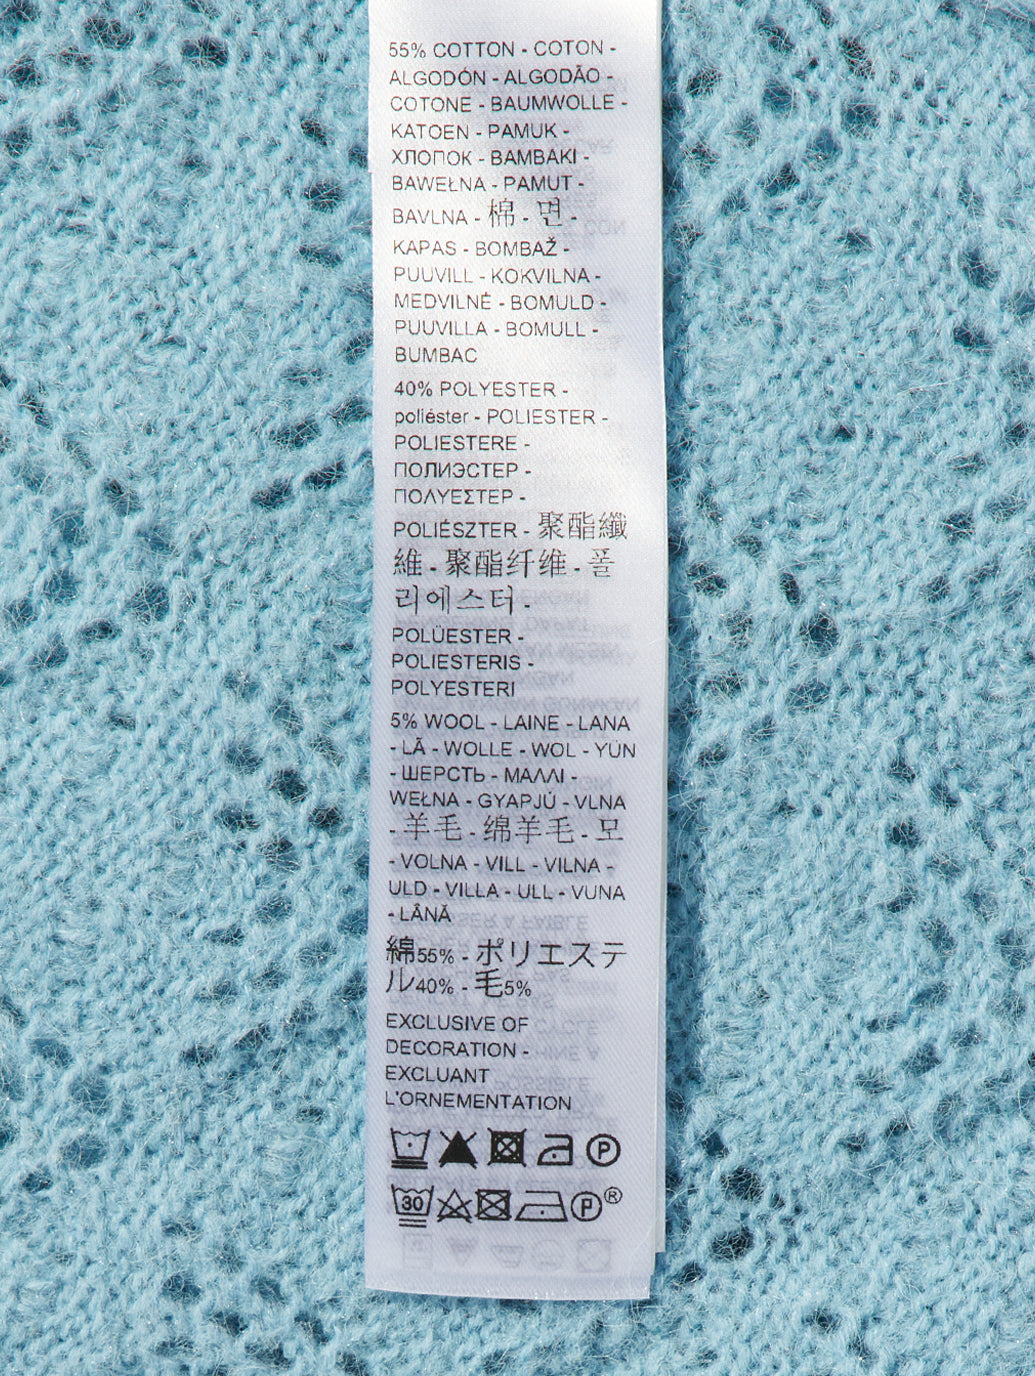 55% COTTON - COTON -
ALGODÓN - ALGODÃO -
COTONE - BAUMWOLLE -
KATOEN - PAMUK -
ХЛОПОК - BAMBAKI -
BAWEŁNA - PAMUT -
BAVLNA - 棉 - 면 -
KAPAS - BOMBAŽ -
PUUVILL - KOKVILNA -
MEDVILNĖ - BOMULD -
PUUVILLA - BOMULL -
BUMBAC
40% POLYESTER -
poliéster - POLIESTER -
POLIESTERE -
ПОЛИЭСТЕР -
ΠΟΛΥΕΣΤΕΡ -
POLIÉSZTER - 聚酯纖
維 - 聚酯纤维 - 폴
리에스터 -
POLÜESTER -
POLIESTERIS -
POLYESTERI
5% WOOL - LAINE - LANA
- LÃ - WOLLE - WOL - YÜN
- ШЕРСТЬ - ΜΑΛΛΙ -
WEŁNA - GYAPJÚ - VLNA
- 羊毛 - 绵羊毛 - 모
- VOLNA - VILL - VILNA -
ULD - VILLA - ULL - VUNA
- LÂNĂ
綿55% - ポリエステ
ル40% - 毛5%
EXCLUSIVE OF
DECORATION -
EXCLUANT
L'ORNEMENTATION
P
30 P®